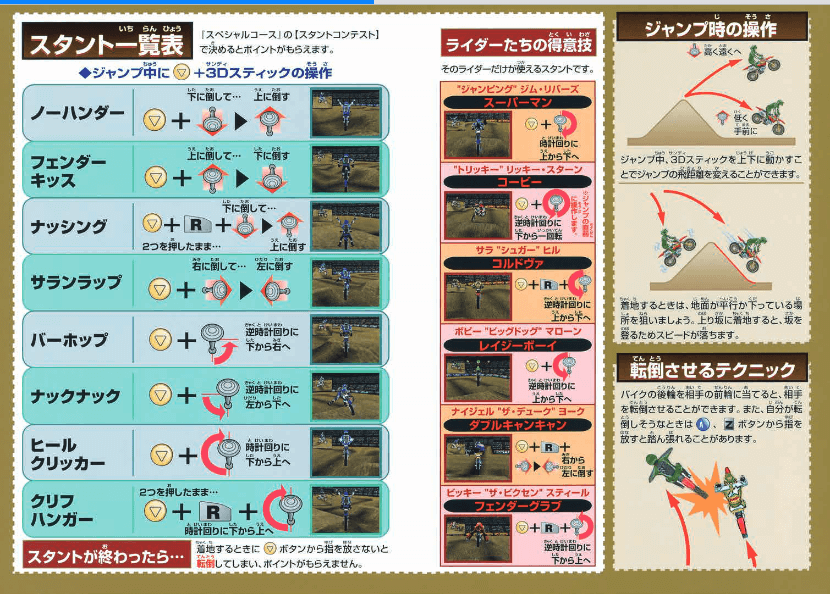 スタント一覧表
『スペシャルコース』の【スタントコンテスト】
で決めるとポイントがもらえます。
◆ジャンプ中に+3Dスティックの操作
ノーハンダー
+
下に倒して…
上に倒す
フェンダー
キッス
+
上に倒して…
下に倒す
ナッシング
+R+
下に倒して…
2つを押したまま…
上に倒す
サランラップ
+
右に倒して…
左に倒す
バーホップ
+
逆時計回りに
下から右へ
ナックナック
+
逆時計回りに
左から下へ
ヒール
クリッカー
+
時計回りに
下から上へ
クリフ
ハンガー
2つを押したまま…
+R+
時計回りに下から上へ
スタントが終わったら…
着地するときにボタンから指を放さないと
転倒してしまい、ポイントがもらえません。
ライダーたちの得意技
そのライダーだけが使えるスタントです。
"ジャンピング" ジム・リバーズ
スーパーマン
+
時計回りに
上から下へ
"トリッキー" リッキー・スターン
コービー
+
逆時計回りに
下から一回転
サラ "シュガー" ヒル
コルドヴァ
+R+
逆時計回りに
上から下へ
ボビー "ビッグドッグ" マローン
レイジーボーイ
+
逆時計回りに
上から下へ
ナイジェル "ザ・デューク" ヨーク
ダブルキャンキャン
+R+
右から
左に倒す
ビッキー "ザ・ビクセン" スティール
フェンダーグラブ
+R+
逆時計回りに
下から上へ
ジャンプ時の操作
高く遠くへ
低く
手前に
ジャンプ中、3Dスティックを上下に動かすこ
とでジャンプの飛距離を変えることができます。
着地するときは、地面が平行か下っている場
所を狙いましょう。上り坂に着地すると、坂を
登るためスピードが落ちます。
転倒させるテクニック
バイクの後輪を相手の前輪に当てると、相手
を転倒させることができます。また、自分が転
倒しそうなときはA、Zボタンから指を
放すと踏ん張れることがあります。